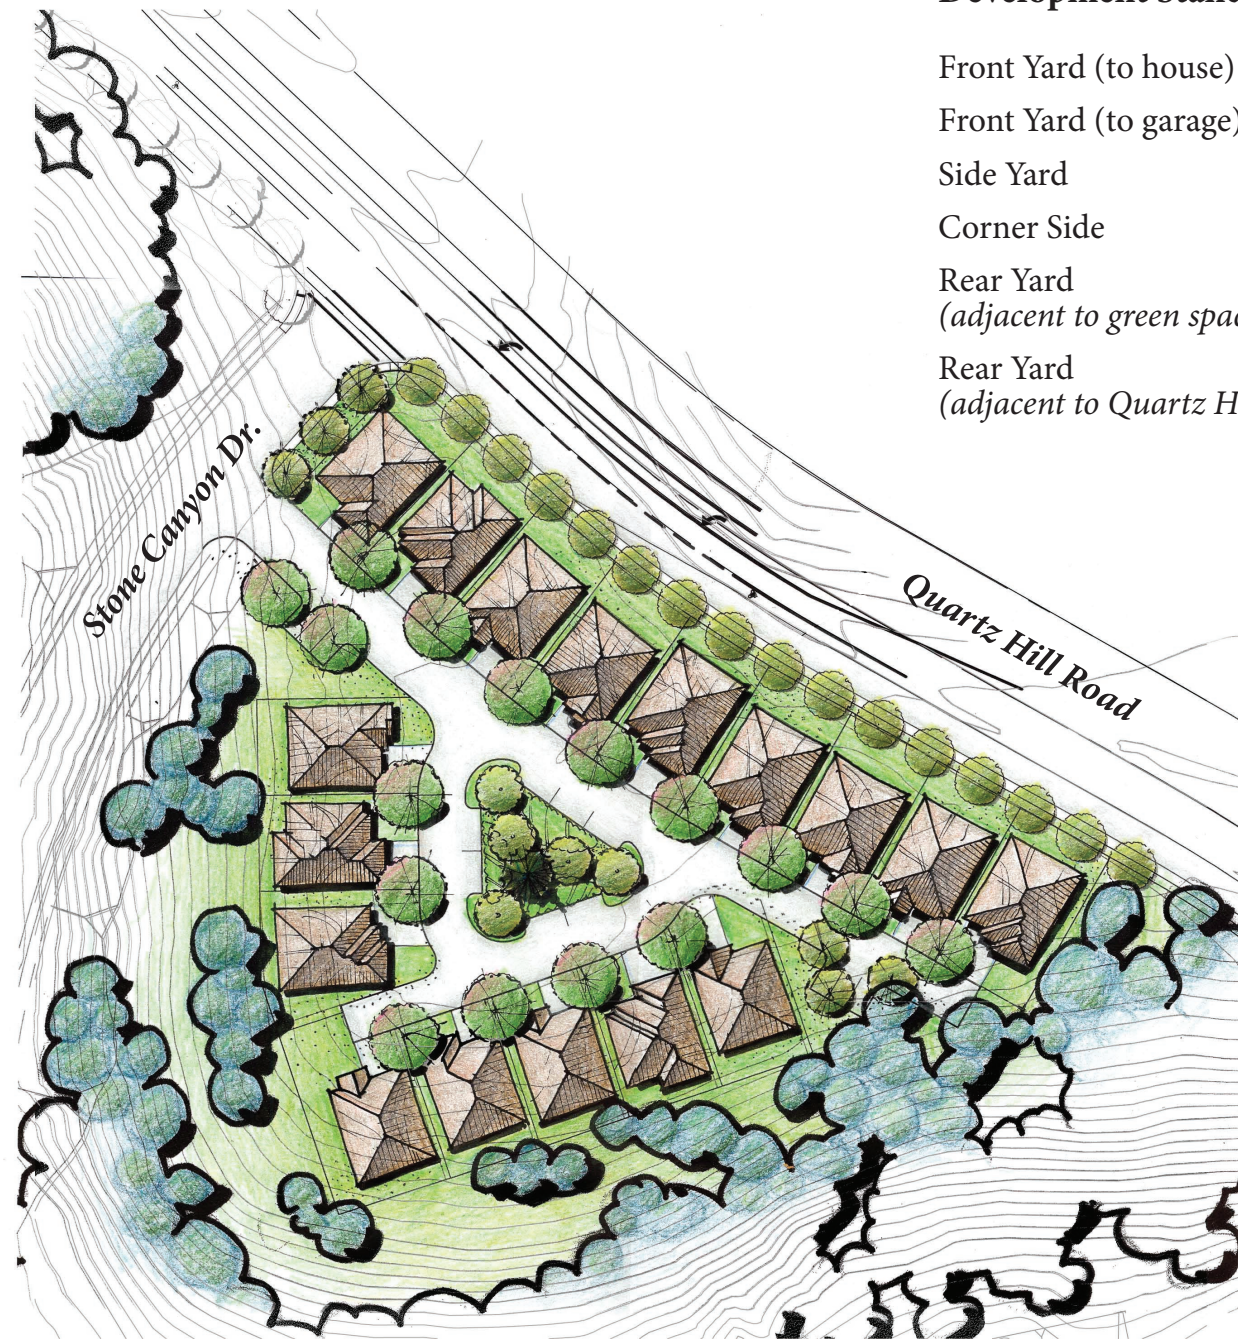 Front Yard (to house)
Front Yard (to garage)
Side Yard
Corner Side
Rear Yard
(adjacent to green
Rear Yard
(adjacent to Quartz
Stone Canyon Dr.
Quartz Hill Road